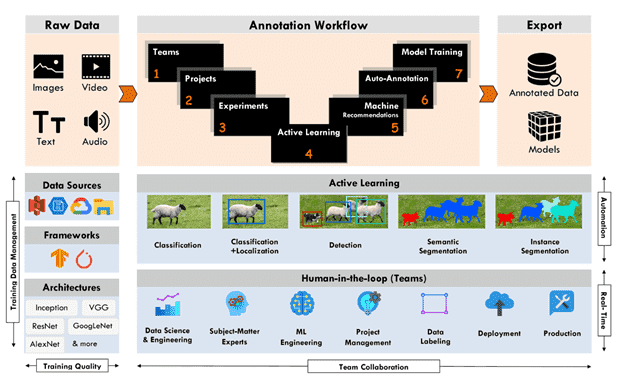 Raw Data
Annotation Workflow
Export
Images
Video
Text
Audio
Teams
1
Projects
2
Experiments
3
Active Learning
4
Machine
Recommendations
5
Auto-Annotation
6
Model Training
7
Annotated Data
Models
Training Data Management
Data Sources
Frameworks
Architectures
Inception
VGG
ResNet
GoogLeNet
AlexNet
& more
Training Quality
Active Learning
Classification
Classification
+Localization
Detection
Semantic
Segmentation
Instance
Segmentation
Automation
Human-in-the-loop (Teams)
Data Science
& Engineering
Subject-Matter
Experts
ML
Engineering
Project
Management
Data
Labeling
Deployment
Production
Real- Time
Team Collaboration